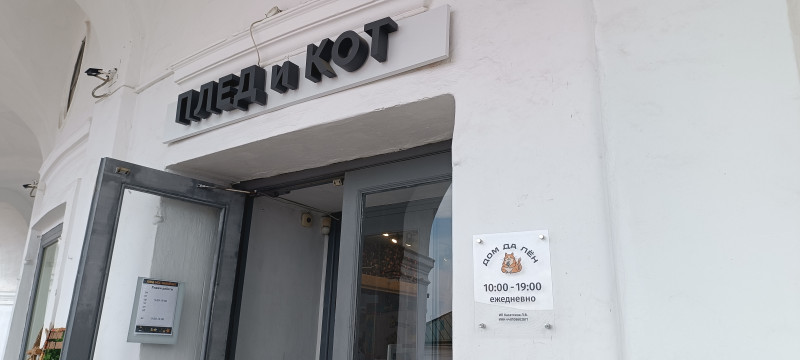 ПЛЕД и КОТ
ДОМ ДА ЛЁН
10:00 - 19:00
ежедневно